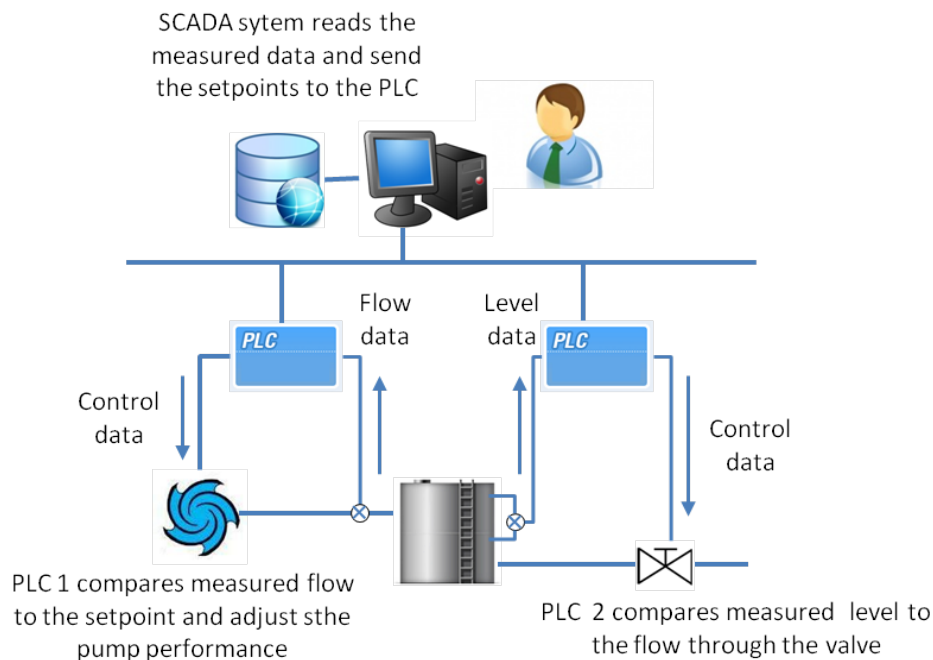 SCADA sytem reads the
measured data and send
the setpoints to the PLC
Flow
data
Level
data
PLC
PLC
Control
data
Control
data
PLC 1 compares measured flow
to the setpoint and adjust sthe
pump performance
PLC 2 compares measured level to
the flow through the valve